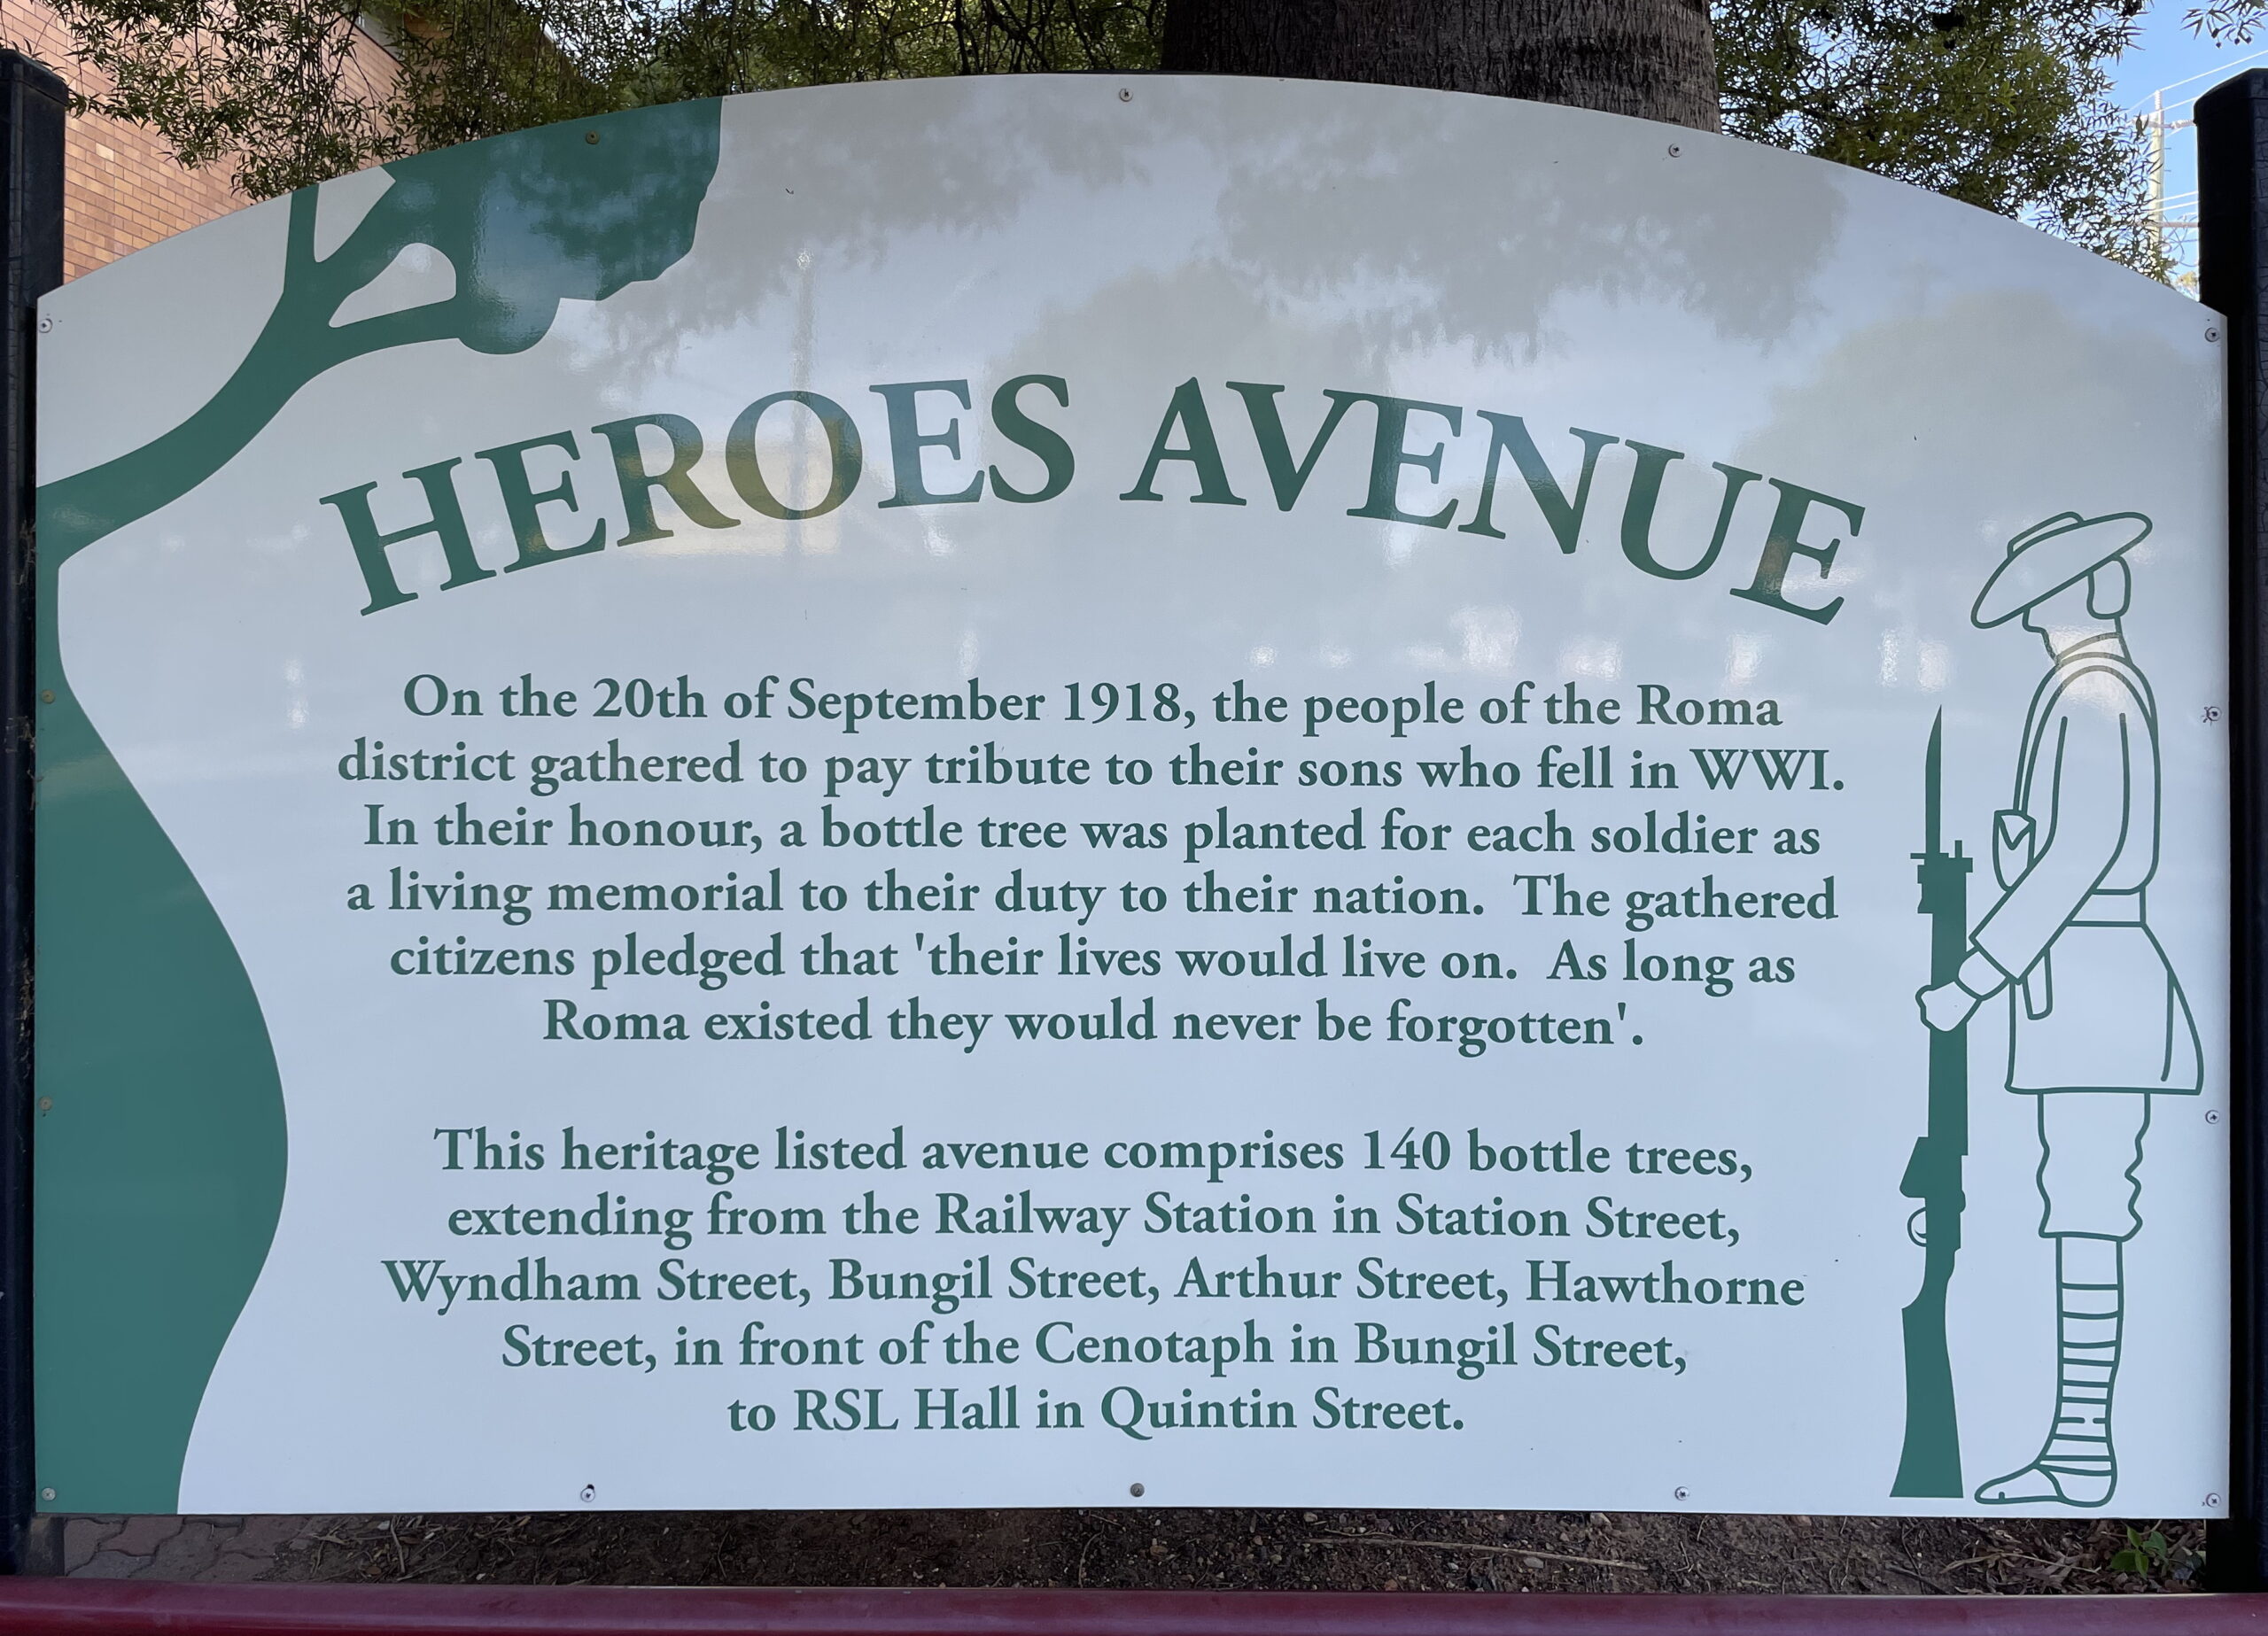 HEROES AVENUE
On the 20th of September 1918, the people of the Roma
district gathered to pay tribute to their sons who fell in WWI.
In their honour, a bottle tree was planted for each soldier as
a living memorial to their duty to their nation.  The gathered
citizens pledged that 'their lives would live on.  As long as
Roma existed they would never be forgotten'.
This heritage listed avenue comprises 140 bottle trees,
extending from the Railway Station in Station Street,
Wyndham Street, Bungil Street, Arthur Street, Hawthorne
Street, in front of the Cenotaph in Bungil Street,
to RSL Hall in Quintin Street.